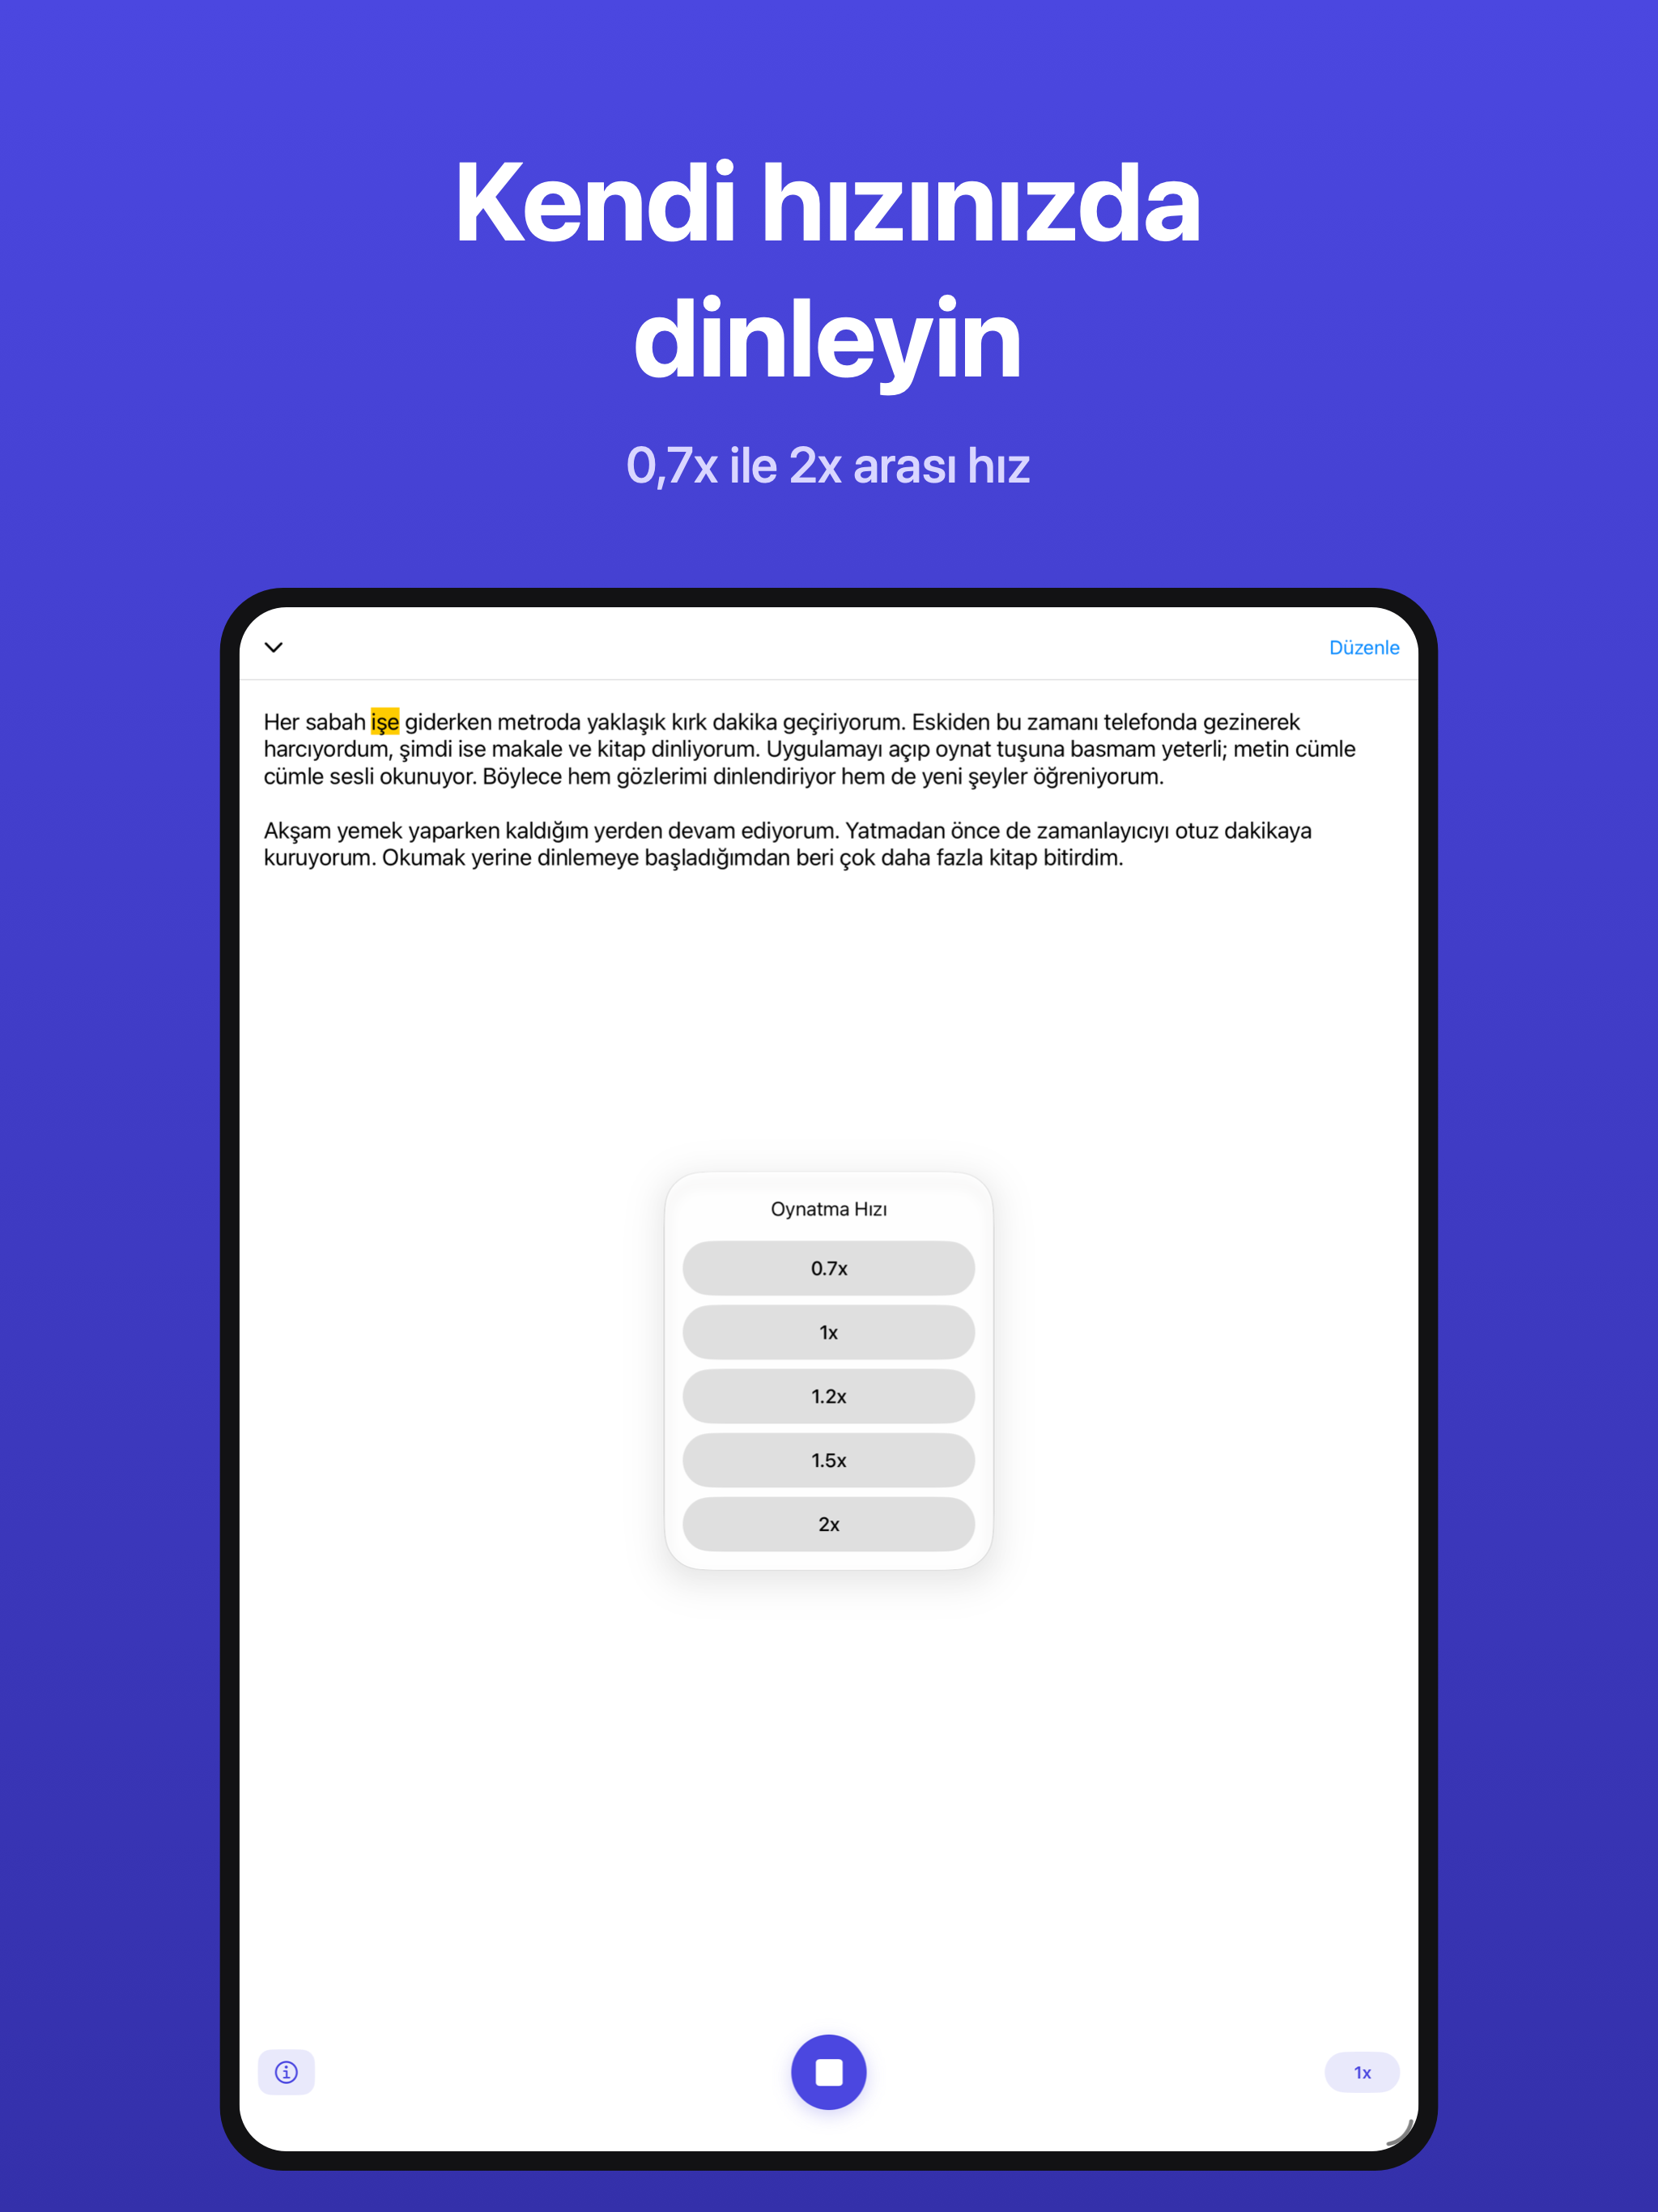 Kendi hızınızda
dinleyin
0,7x ile 2x arası hız
Düzenle
Her sabah işe giderken metroda yaklaşık kırk dakika geçiriyorum. Eskiden bu zamanı telefonda gezinerek
harcıyordum, şimdi ise makale ve kitap dinliyorum. Uygulamayı açıp oynat tuşuna basmam yeterli; metin cümle
cümle sesli okunuyor. Böylece hem gözlerimi dinlendiriyor hem de yeni şeyler öğreniyorum.
Akşam yemek yaparken kaldığım yerden devam ediyorum. Yatmadan önce de zamanlayıcıyı otuz dakikaya
kuruyorum. Okumak yerine dinlemeye başladığımdan beri çok daha fazla kitap bitirdim.
Oynatma Hızı
0.7x
1x
1.2x
1.5x
2x
1x